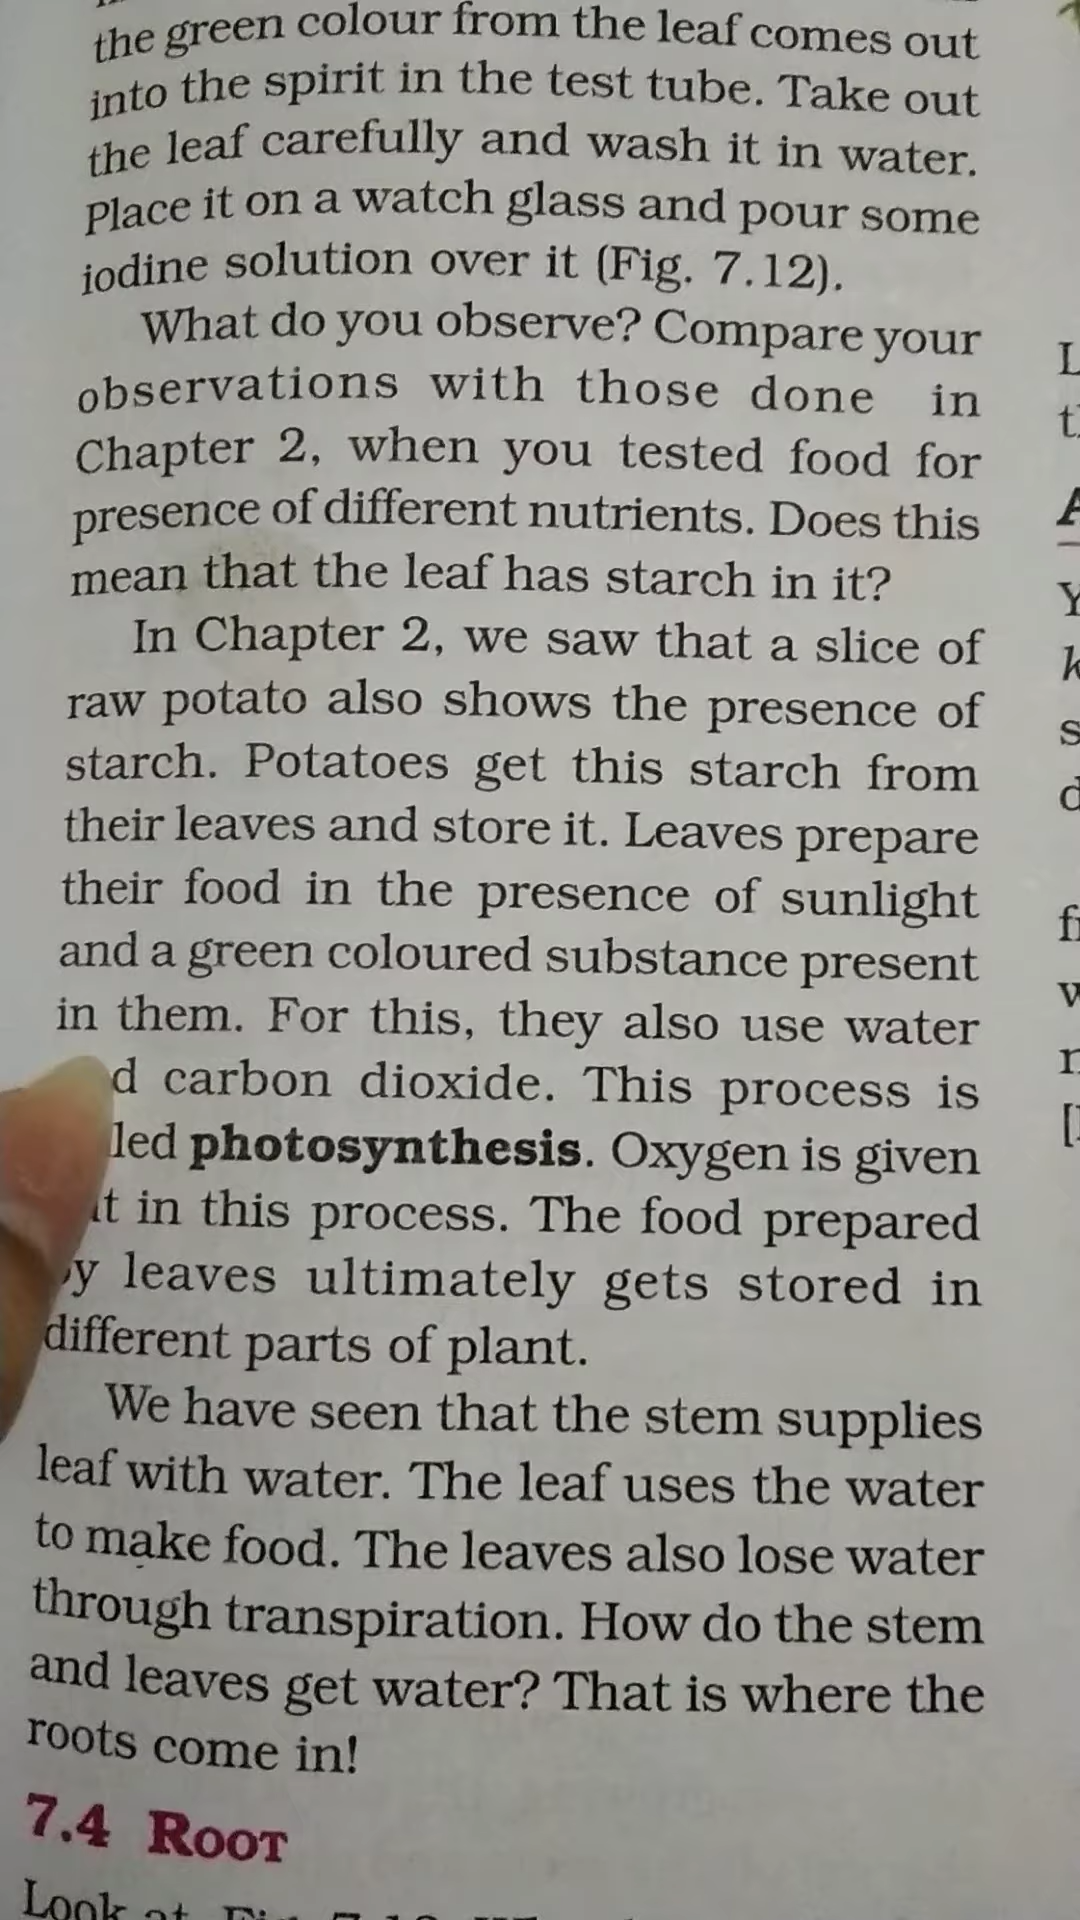 the green colour from the leaf comes out
into the spirit in the test tube. Take out
the leaf carefully and wash it in water.
Place it on a watch glass and pour some
iodine solution over it (Fig. 7.12).
What do you observe? Compare your
observations with those done in
Chapter 2, when you tested food for
presence of different nutrients. Does this
mean that the leaf has starch in it?
In Chapter 2, we saw that a slice of
raw potato also shows the presence of
starch. Potatoes get this starch from
their leaves and store it. Leaves prepare
their food in the presence of sunlight
and a green coloured substance present
in them. For this, they also use water
carbon dioxide. This process is
photosynthesis. Oxygen is given
in this process. The food prepared
leaves ultimately gets stored in
different parts of plant.
We have seen that the stem supplies
leaf with water. The leaf uses the water
to make food. The leaves also lose water
through transpiration. How do the stem
and leaves get water? That is where the
roots come in!
7.4 ROOT
Look at